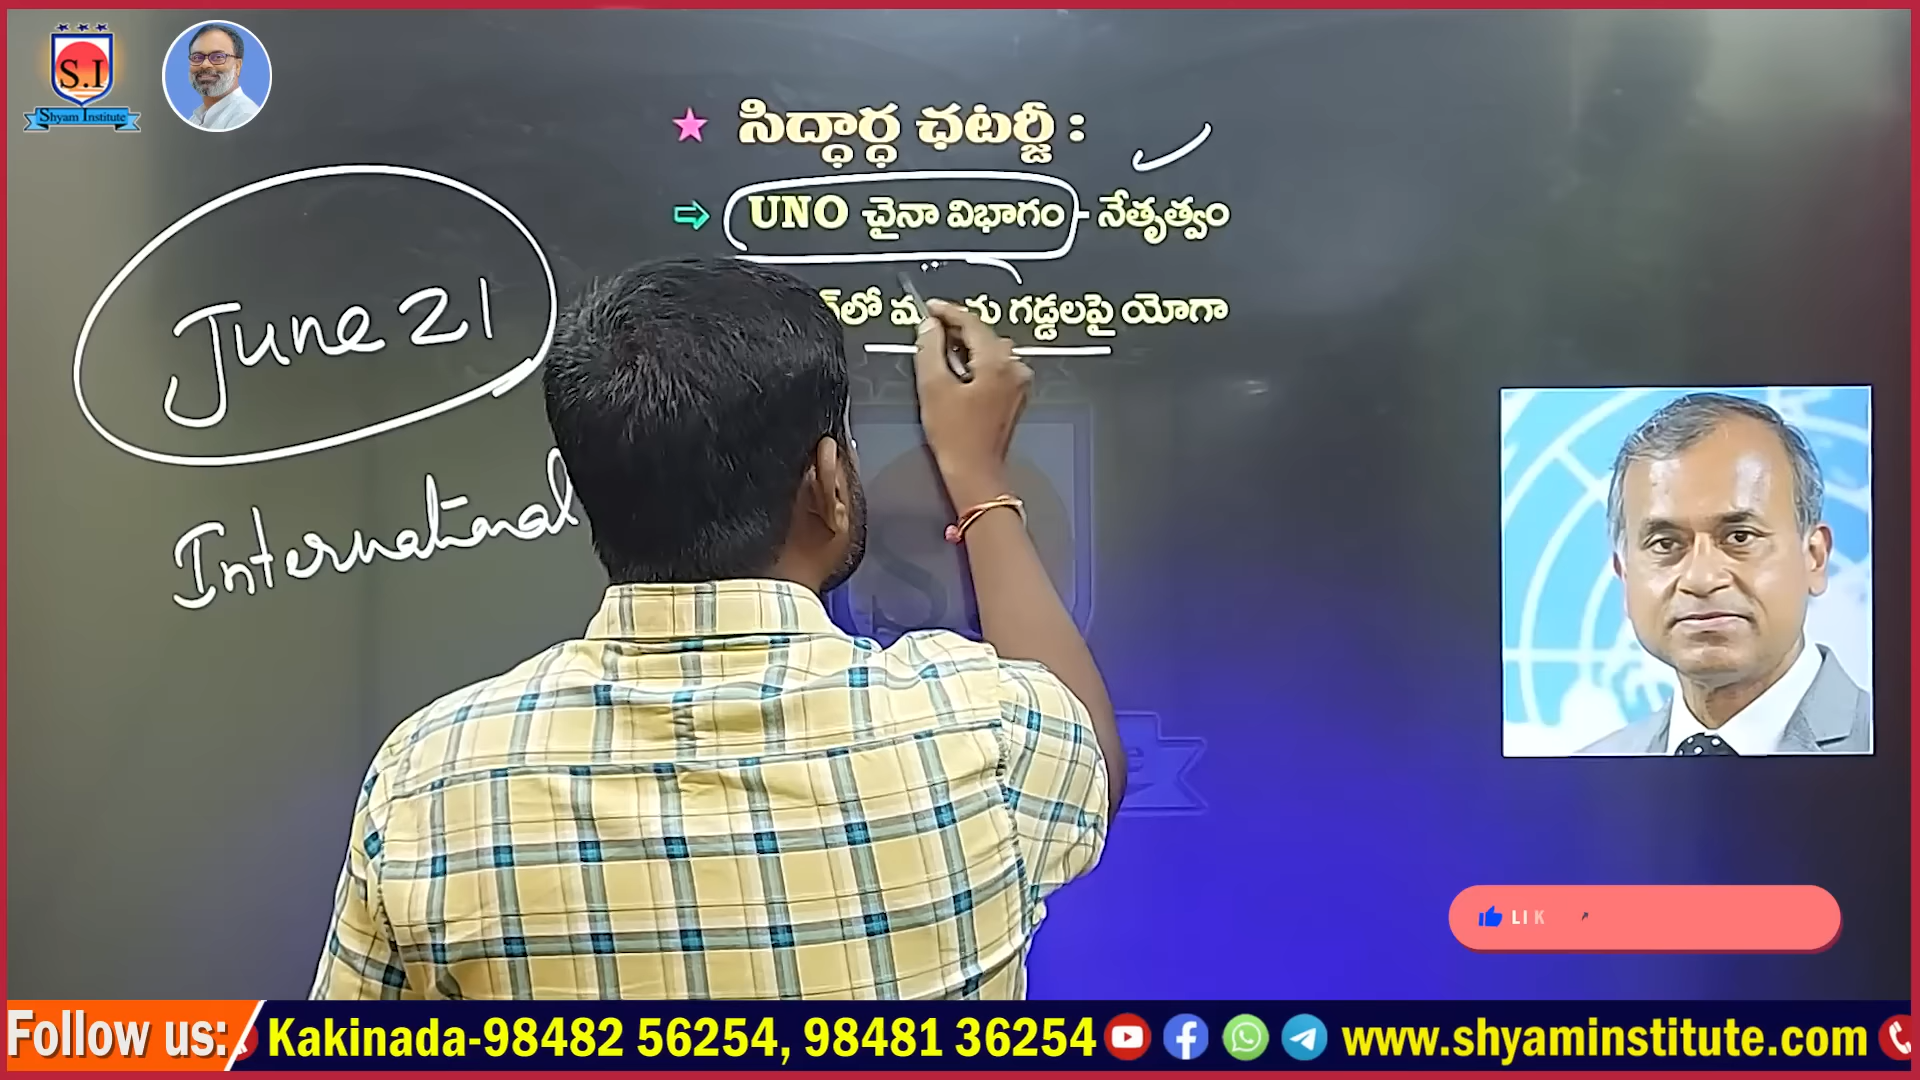 S.I
Shyam Institute
★ సిద్ధార్ధ ఛటర్జీ :
⇨ UNO చైనా విభాగం - నేతృత్వం
గడ్డలపై యోగా
June 21
International
LIK
Follow us: Kakinada-98482 56254, 98481 36254 www.shyaminstitute.com